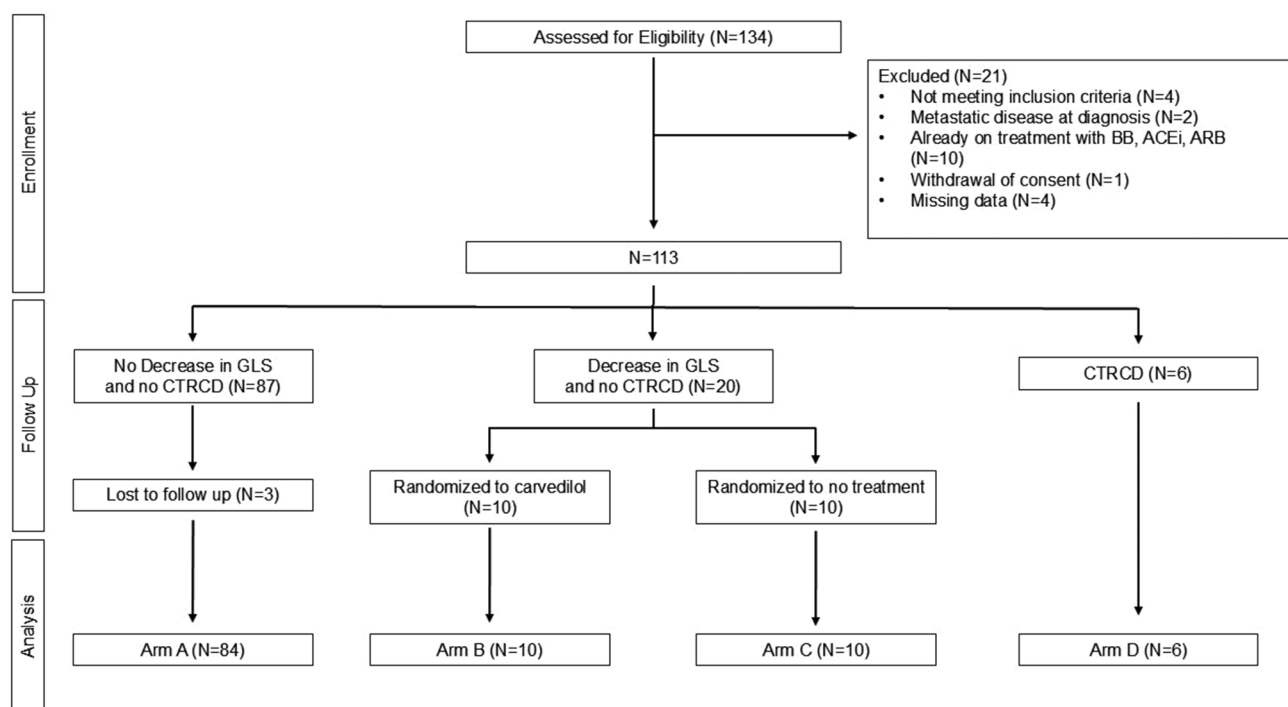 Enrollment
Assessed for Eligibility (N=134)
Excluded (N=21)
• Not meeting inclusion criteria (N=4)
• Metastatic disease at diagnosis (N=2)
• Already on treatment with BB, ACEi, ARB
(N=10)
• Withdrawal of consent (N=1)
• Missing data (N=4)
N=113
Follow Up
No Decrease in GLS
and no CTRCD (N=87)
Decrease in GLS
and no CTRCD (N=20)
CTRCD (N=6)
Lost to follow up (N=3)
Randomized to carvedilol
(N=10)
Randomized to no treatment
(N=10)
Analysis
Arm A (N=84)
Arm B (N=10)
Arm C (N=10)
Arm D (N=6)